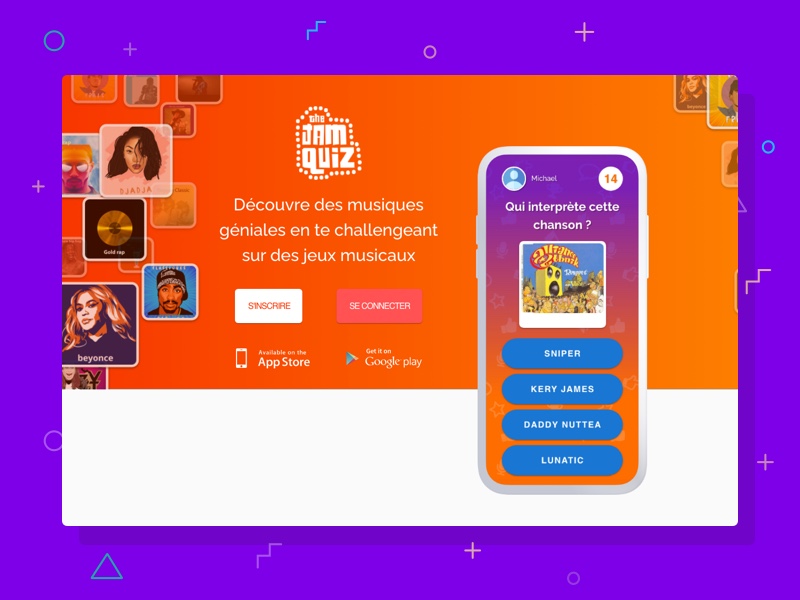 the
JAM
QUIZ
Découvre des musiques
géniales en te challengeant
sur des jeux musicaux
S'INSCRIRE
SE CONNECTER
Available on the
App Store
Get it on
Google play
DJADJA
Gold rap
beyonce
beyonce
Michael
14
Qui interprète cette
chanson ?
SNIPER
KERY JAMES
DADDY NUTTEA
LUNATIC